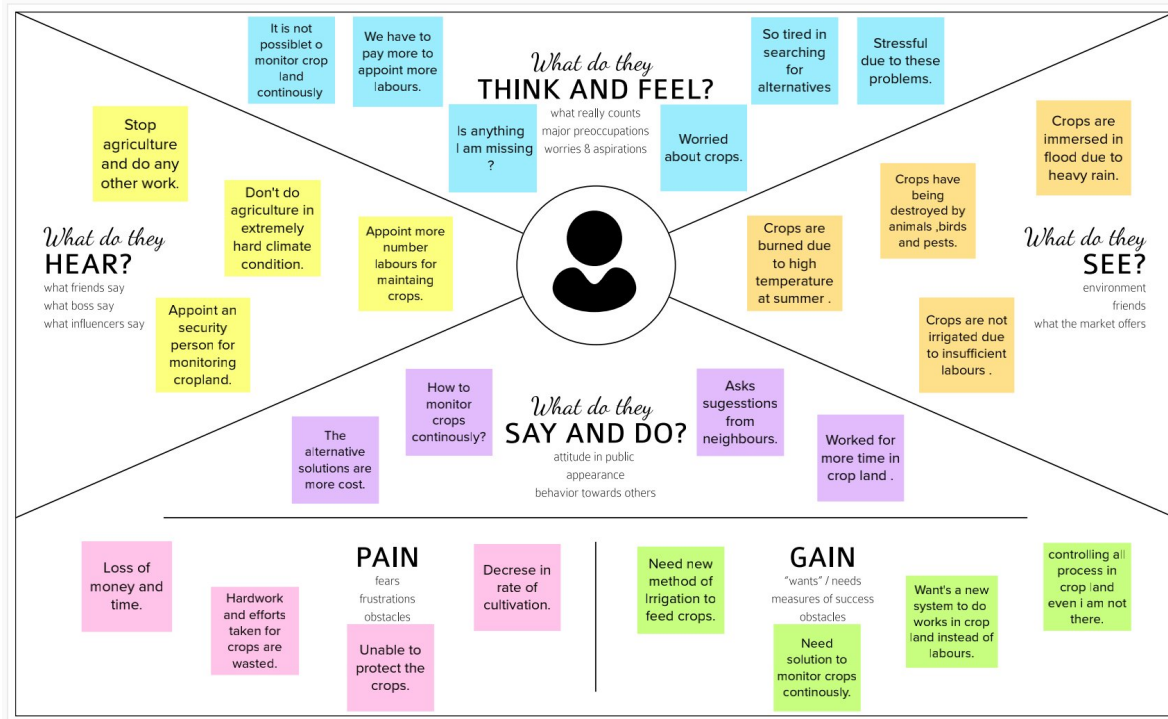 It is not
possiblet o
monitor crop
land
continously
We have to
pay more to
appoint more
labours.
What do they
THINK AND FEEL?
what really counts
major preoccupations
worries & aspirations
So tired in
searching
for
alternatives
Stressful
due to these
problems.
Is anything
I am missing
?
Worried
about crops.
Stop
agriculture
and do any
other work.
Don't do
agriculture in
extremely
hard climate
condition.
Appoint more
number
labours for
maintaing
crops.
What do they
HEAR?
what friends say
what boss say
what influencers say
Appoint an
security
person for
monitoring
cropland.
Crops are
immersed in
flood due to
heavy rain.
Crops have
being
destroyed by
animals ,birds
and pests.
Crops are
burned due
to high
temperature
at summer .
What do they
SEE?
environment
friends
what the market offers
Crops are not
irrigated due
to insufficient
labours .
How to
monitor
crops
continously?
The
alternative
solutions are
more cost.
What do they
SAY AND DO?
attitude in public
appearance
behavior towards others
Asks
sugesstions
from
neighbours.
Worked for
more time in
crop land .
PAIN
fears
frustrations
obstacles
Loss of
money and
time.
Hardwork
and efforts
taken for
crops are
wasted.
Unable to
protect the
crops.
Decrese in
rate of
cultivation.
GAIN
"wants" / needs
measures of success
obstacles
Need new
method of
Irrigation to
feed crops.
Need
solution to
monitor crops
continously.
Want's a new
system to do
works in crop
land instead of
labours.
controlling all
process in
crop land
even i am not
there.